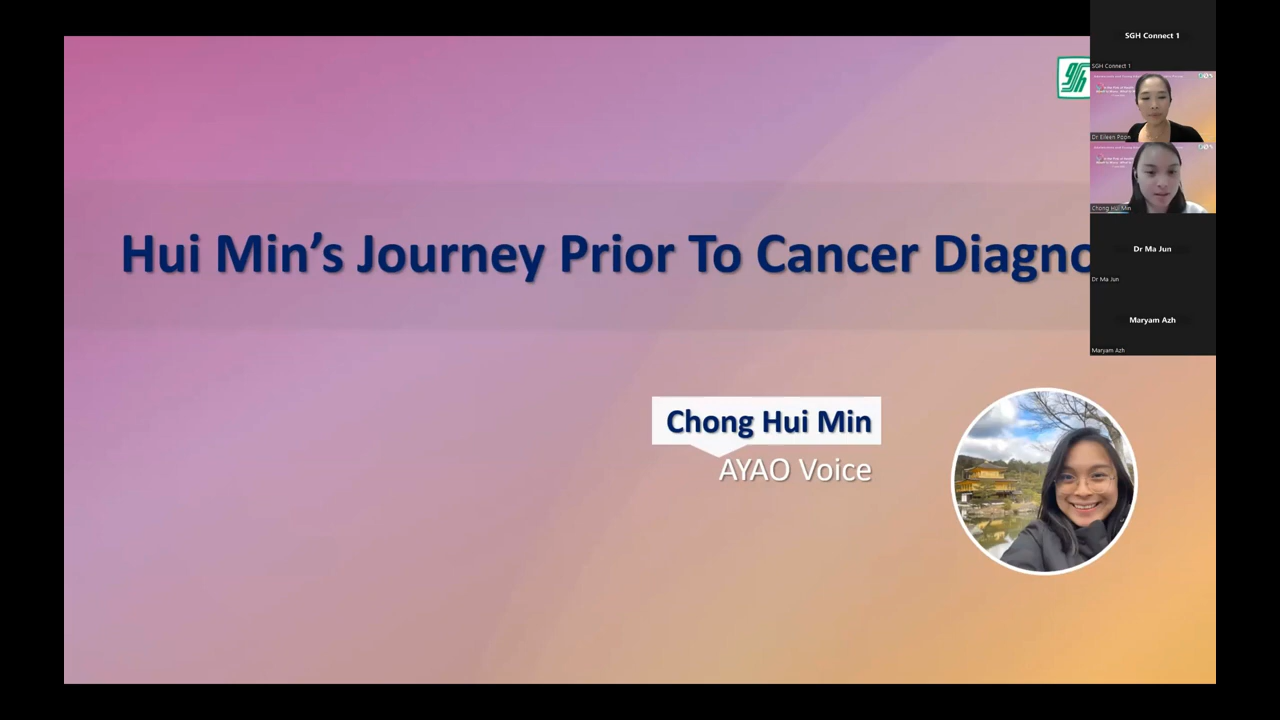 Hui Min's Journey Prior To Cancer Diagno
Chong Hui Min
AYAO Voice
SGH Connect 1
SGH Connect 1
Dr Eileen Poon
Chong Hui Min
Dr Ma Jun
Dr Ma Jun
Maryam Azh
Maryam Azh